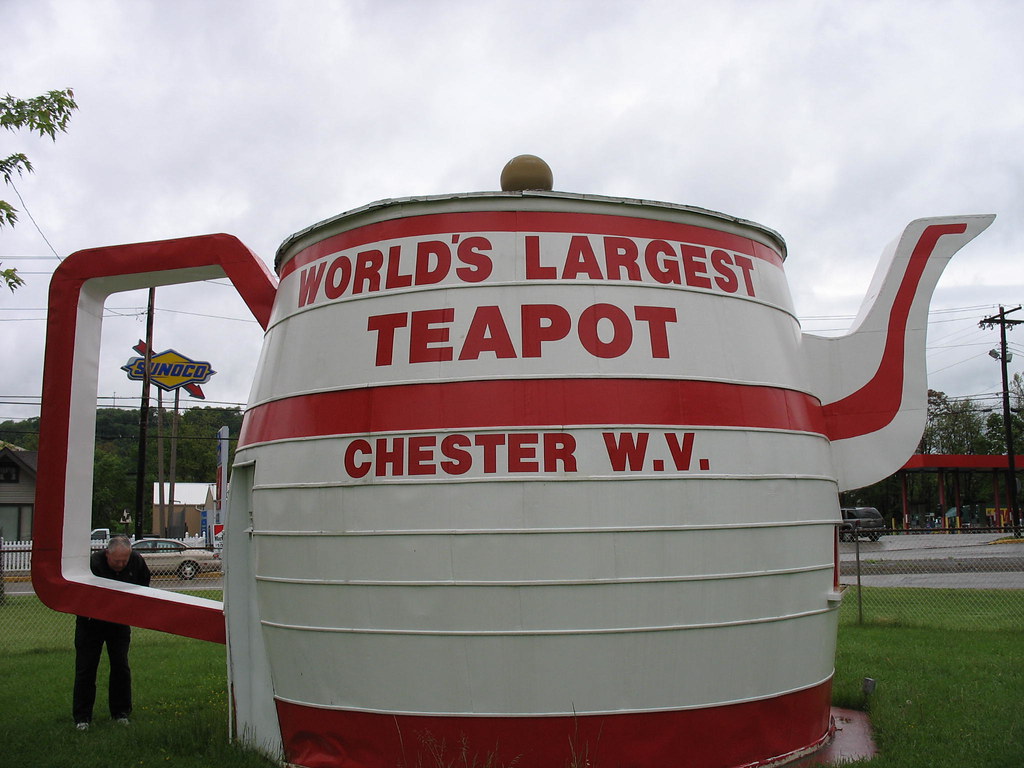 WORLD'S LARGEST
TEAPOT
CHESTER W.V.
SUNOCO